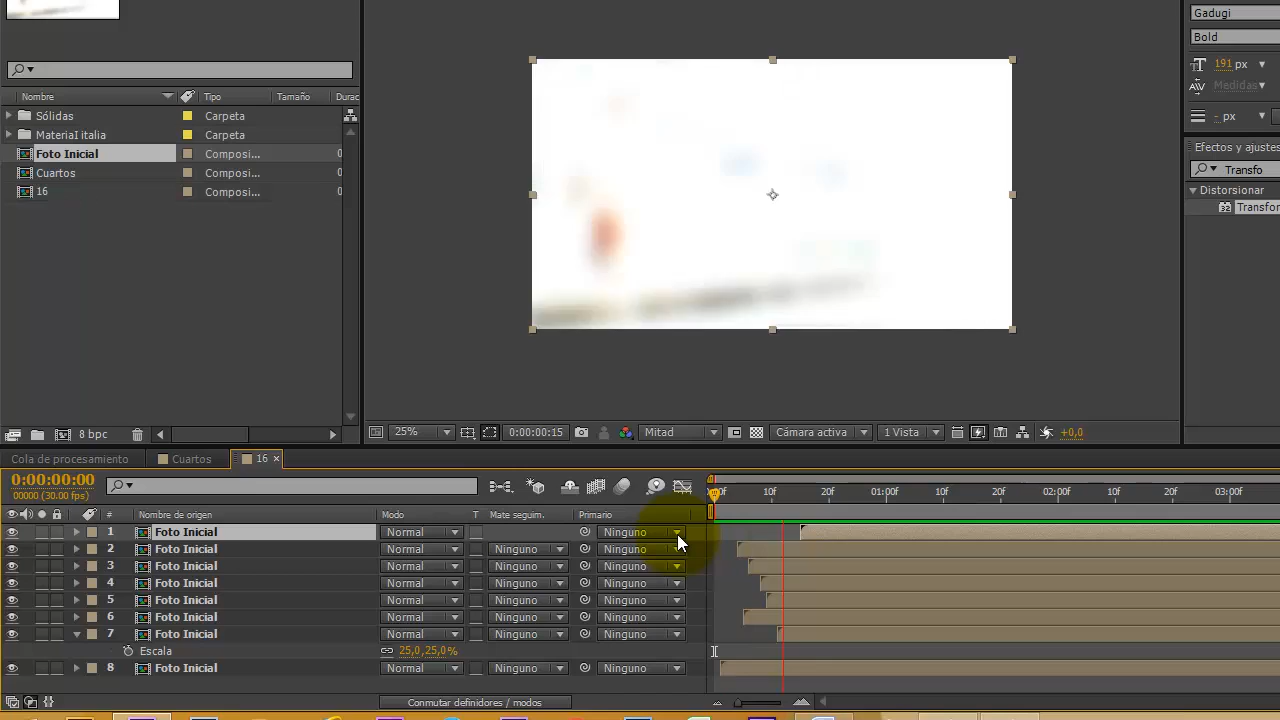 Gadugi
Bold
191 px
Medidas
- px
Nombre Tipo Tamaño Durac
Sólidas Carpeta
Material italia Carpeta
Foto Inicial Composi... 0
Cuartos Composi... 0
16 Composi... 0
Efectos y ajustes
Transfo
Distorsionar
Transfor
8 bpc
25% 0:00:00:15 Mitad Cámara activa 1 Vista +0,0
Cola de procesamiento Cuartos 16 ×
0:00:00:00
00000 (30.00 fps)
00f 10f 20f 01:00f 10f 20f 02:00f 10f 20f 03:00f
# Nombre de origen Modo T Mate seguim. Primario
1 Foto Inicial Normal Ninguno
2 Foto Inicial Normal Ninguno Ninguno
3 Foto Inicial Normal Ninguno Ninguno
4 Foto Inicial Normal Ninguno Ninguno
5 Foto Inicial Normal Ninguno Ninguno
6 Foto Inicial Normal Ninguno Ninguno
7 Foto Inicial Normal Ninguno Ninguno
Escala 25,0,25,0%
8 Foto Inicial Normal Ninguno Ninguno
Conmutar definidores / modos